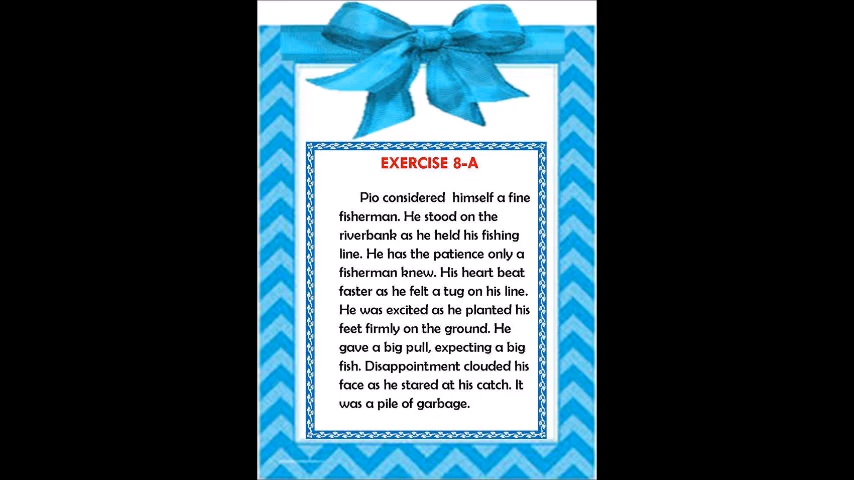 EXERCISE 8-A
Pio considered himself a fine
fisherman. He stood on the
riverbank as he held his fishing
line. He has the patience only a
fisherman knew. His heart beat
faster as he felt a tug on his line.
He was excited as he planted his
feet firmly on the ground. He
gave a big pull, expecting a big
fish. Disappointment clouded his
face as he stared at his catch. It
was a pile of garbage.